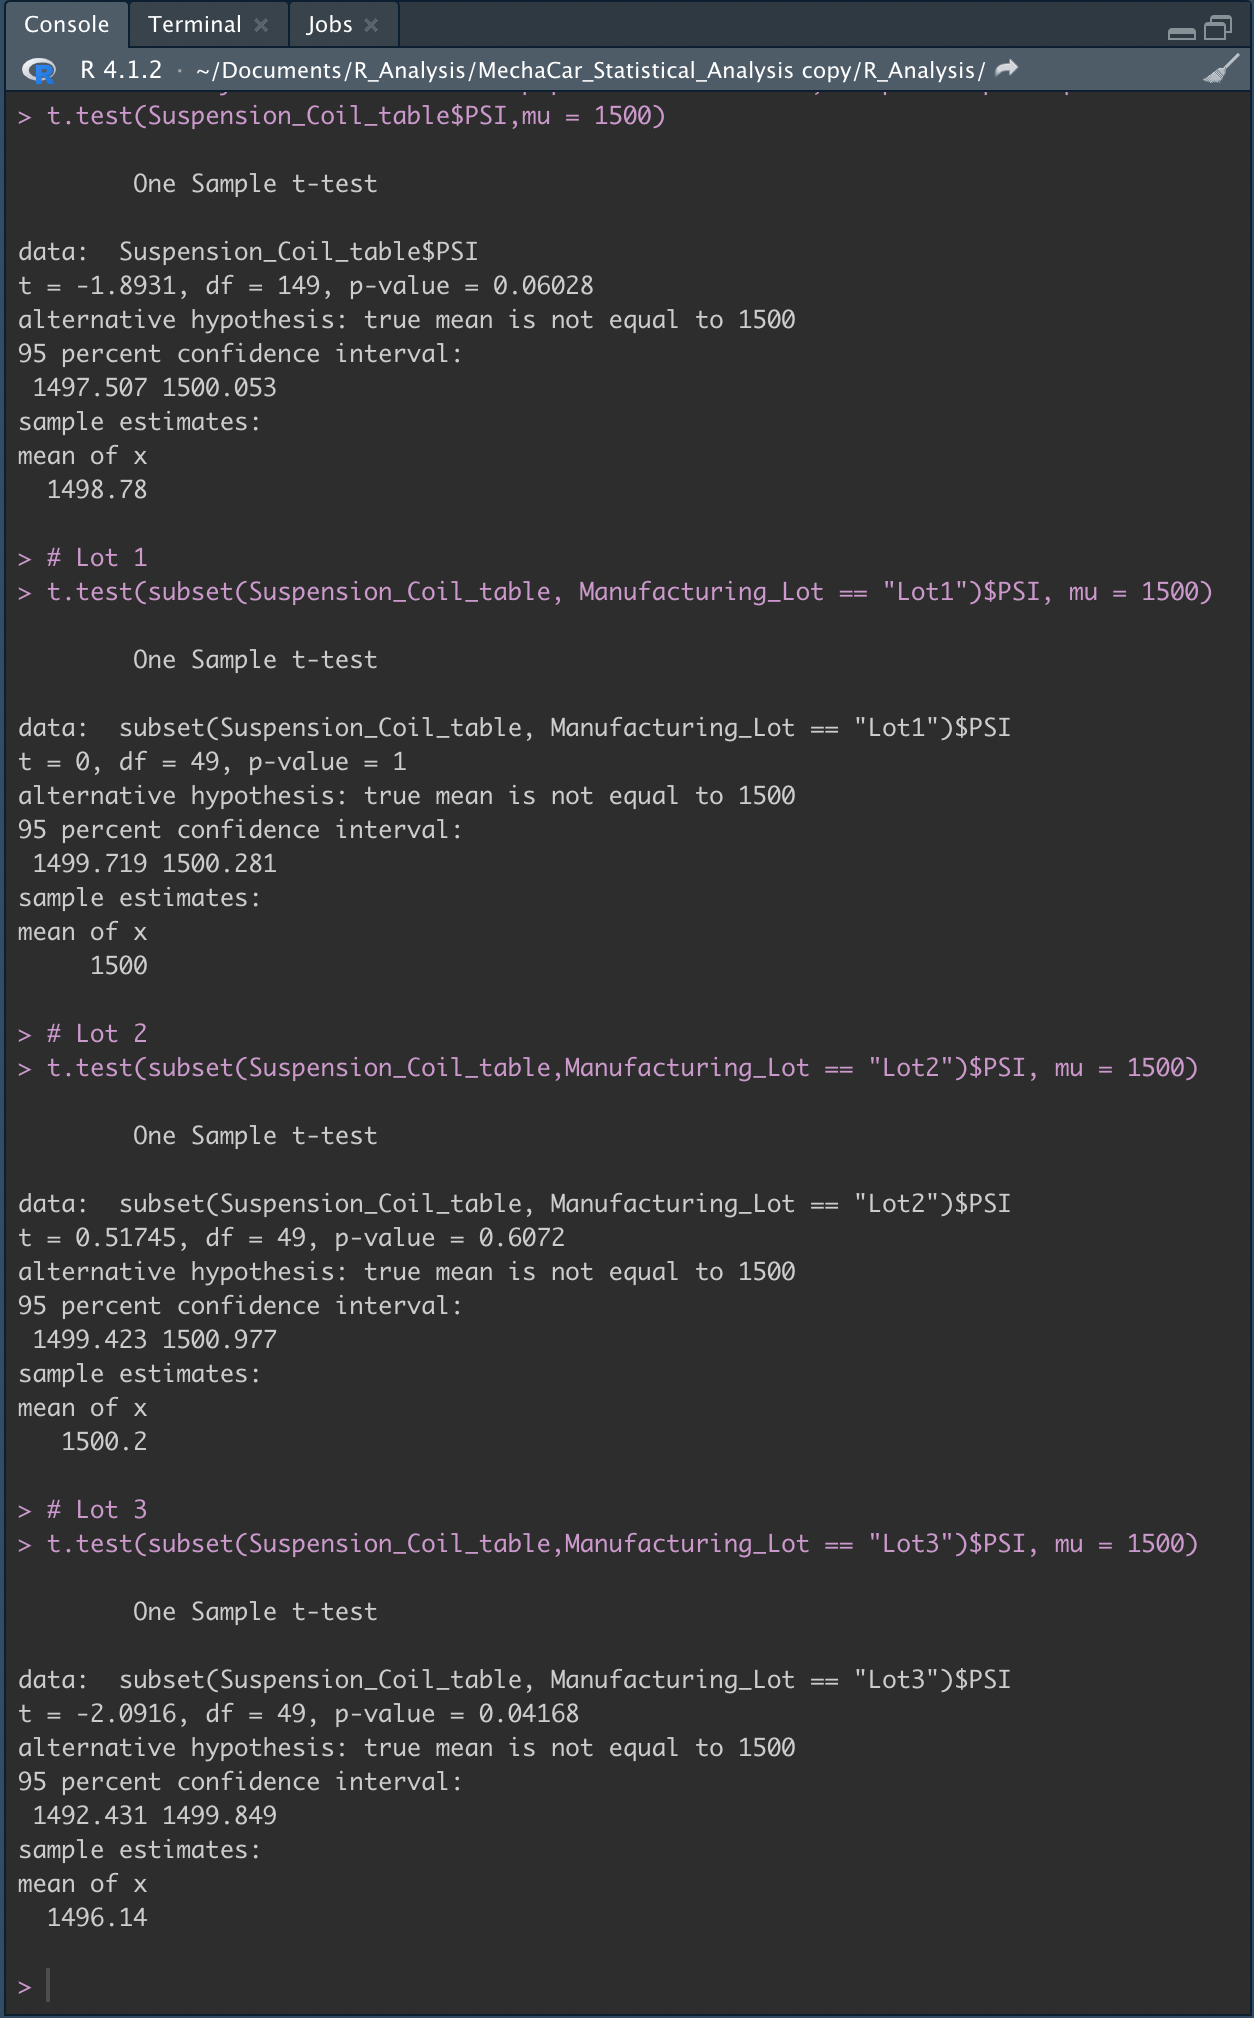 Console Terminal Jobs
R 4.1.2 · ~/Documents/R_Analysis/MechaCar_Statistical_Analysis copy/R_Analysis/
> t.test(Suspension_Coil_table$PSI,mu = 1500)
One Sample t-test
data:  Suspension_Coil_table$PSI
t = -1.8931, df = 149, p-value = 0.06028
alternative hypothesis: true mean is not equal to 1500
95 percent confidence interval:
1497.507 1500.053
sample estimates:
mean of x
1498.78
> # Lot 1
> t.test(subset(Suspension_Coil_table, Manufacturing_Lot == "Lot1")$PSI, mu = 1500)
One Sample t-test
data:  subset(Suspension_Coil_table, Manufacturing_Lot == "Lot1")$PSI
t = 0, df = 49, p-value = 1
alternative hypothesis: true mean is not equal to 1500
95 percent confidence interval:
1499.719 1500.281
sample estimates:
mean of x
1500
> # Lot 2
> t.test(subset(Suspension_Coil_table,Manufacturing_Lot == "Lot2")$PSI, mu = 1500)
One Sample t-test
data:  subset(Suspension_Coil_table, Manufacturing_Lot == "Lot2")$PSI
t = 0.51745, df = 49, p-value = 0.6072
alternative hypothesis: true mean is not equal to 1500
95 percent confidence interval:
1499.423 1500.977
sample estimates:
mean of x
1500.2
> # Lot 3
> t.test(subset(Suspension_Coil_table,Manufacturing_Lot == "Lot3")$PSI, mu = 1500)
One Sample t-test
data:  subset(Suspension_Coil_table, Manufacturing_Lot == "Lot3")$PSI
t = -2.0916, df = 49, p-value = 0.04168
alternative hypothesis: true mean is not equal to 1500
95 percent confidence interval:
1492.431 1499.849
sample estimates:
mean of x
1496.14
>